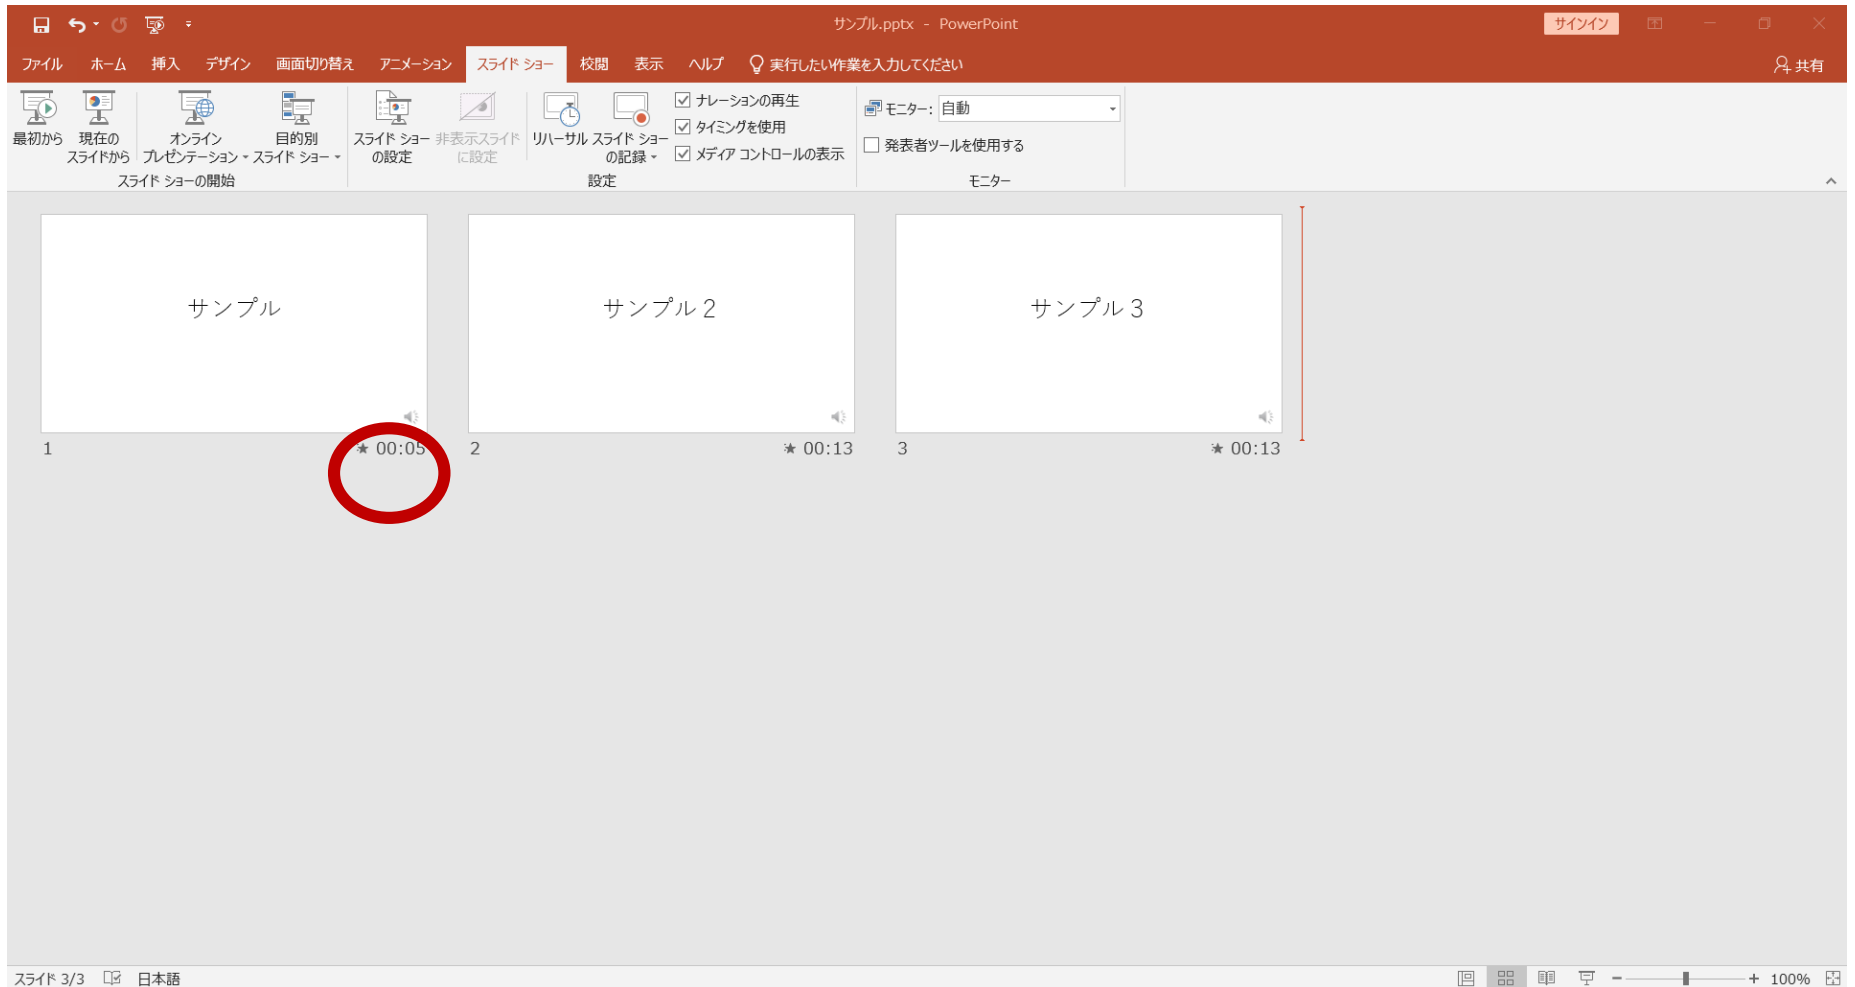 サンプル.pptx - PowerPoint
サインイン
ファイル ホーム 挿入 デザイン 画面切り替え アニメーション スライド ショー 校閲 表示 ヘルプ 実行したい作業を入力してください 共有
最初から
現在の
スライドから
オンライン
プレゼンテーション
目的別
スライド ショー
スライド ショーの開始
スライド ショー
の設定
非表示スライド
に設定
リハーサル
スライド ショー
の記録
ナレーションの再生
タイミングを使用
メディア コントロールの表示
設定
モニター: 自動
発表者ツールを使用する
モニター
サンプル
1 00:05
サンプル 2
2 00:13
サンプル 3
3 00:13
スライド 3/3 日本語 100%